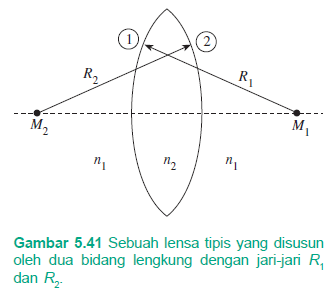 1 2
R2 R1
M2 M1
n1 n2 n1
Gambar 5.41 Sebuah lensa tipis yang disusun
oleh dua bidang lengkung dengan jari-jari R1
dan R2.